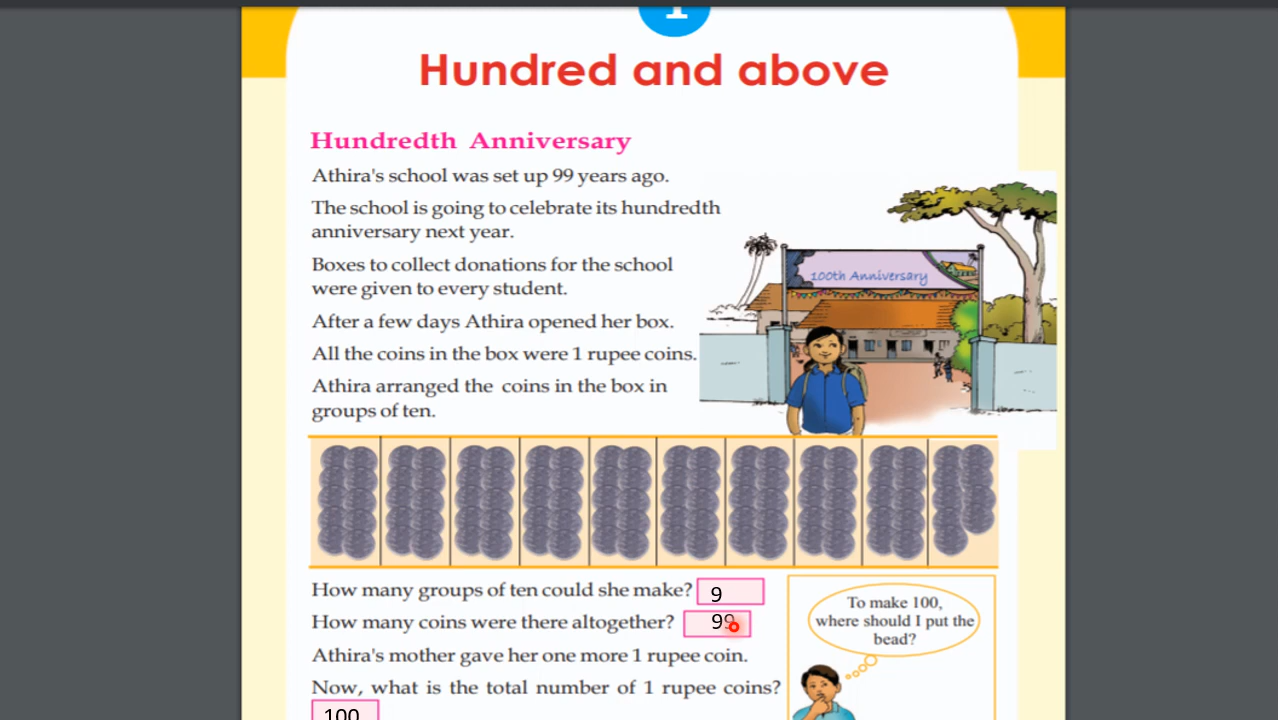 1
Hundred and above
Hundredth Anniversary
Athira's school was set up 99 years ago.
The school is going to celebrate its hundredth
anniversary next year.
Boxes to collect donations for the school
were given to every student.
After a few days Athira opened her box.
All the coins in the box were 1 rupee coins.
Athira arranged the coins in the box in
groups of ten.
100th Anniversary
How many groups of ten could she make? 9
How many coins were there altogether? 99
Athira's mother gave her one more 1 rupee coin.
Now, what is the total number of 1 rupee coins?
100
To make 100,
where should I put the
bead?